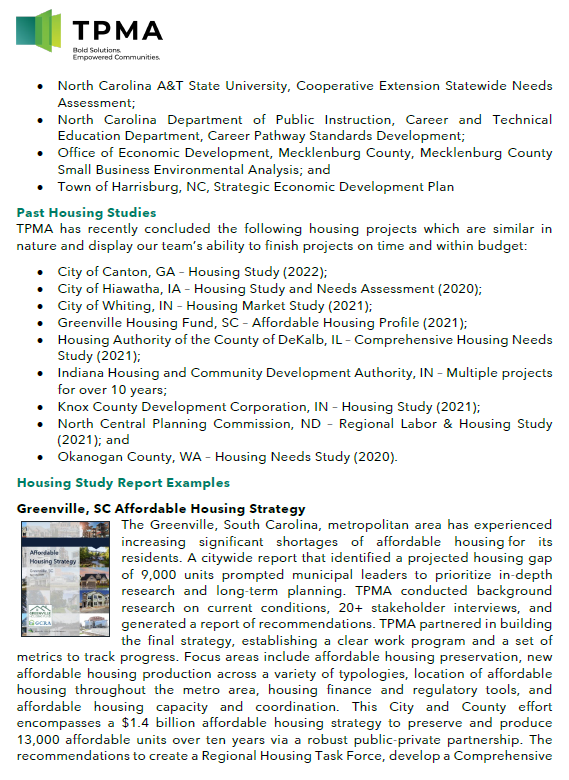 TPMA
Bold Solutions.
Empowered Communities.
• North Carolina A&T State University, Cooperative Extension Statewide Needs
Assessment;
• North Carolina Department of Public Instruction, Career and Technical
Education Department, Career Pathway Standards Development;
• Office of Economic Development, Mecklenburg County, Mecklenburg County
Small Business Environmental Analysis; and
• Town of Harrisburg, NC, Strategic Economic Development Plan
Past Housing Studies
TPMA has recently concluded the following housing projects which are similar in
nature and display our team's ability to finish projects on time and within budget:
• City of Canton, GA – Housing Study (2022);
• City of Hiawatha, IA – Housing Study and Needs Assessment (2020);
• City of Whiting, IN – Housing Market Study (2021);
• Greenville Housing Fund, SC – Affordable Housing Profile (2021);
• Housing Authority of the County of DeKalb, IL – Comprehensive Housing Needs
Study (2021);
• Indiana Housing and Community Development Authority, IN – Multiple projects
for over 10 years;
• Knox County Development Corporation, IN – Housing Study (2021);
• North Central Planning Commission, ND – Regional Labor & Housing Study
(2021); and
• Okanogan County, WA – Housing Needs Study (2020).
Housing Study Report Examples
Greenville, SC Affordable Housing Strategy
Affordable
Housing Strategy
GCRA
The Greenville, South Carolina, metropolitan area has experienced
increasing significant shortages of affordable housing for its
residents. A citywide report that identified a projected housing gap
of 9,000 units prompted municipal leaders to prioritize in-depth
research and long-term planning. TPMA conducted background
research on current conditions, 20+ stakeholder interviews, and
generated a report of recommendations. TPMA partnered in building
the final strategy, establishing a clear work program and a set of
metrics to track progress. Focus areas include affordable housing preservation, new
affordable housing production across a variety of typologies, location of affordable
housing throughout the metro area, housing finance and regulatory tools, and
affordable housing capacity and coordination. This City and County effort
encompasses a $1.4 billion affordable housing strategy to preserve and produce
13,000 affordable units over ten years via a robust public-private partnership. The
recommendations to create a Regional Housing Task Force, develop a Comprehensive